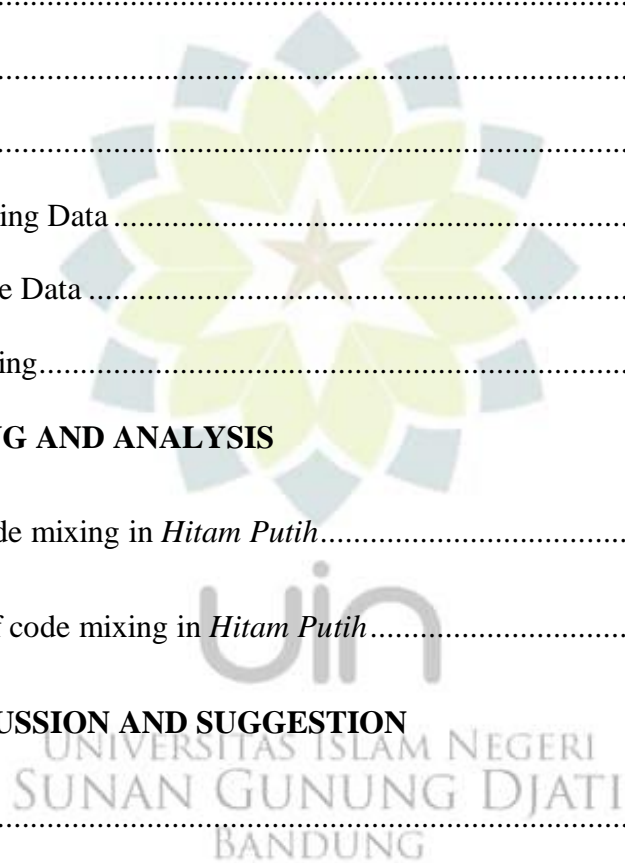 ........................................................................
........................................................................
........................................................................
ing Data ........................................................................
e Data ........................................................................
ing........................................................................
G AND ANALYSIS
de mixing in Hitam Putih........................................
f code mixing in Hitam Putih........................................
USSION AND SUGGESTION
uin
UNIVERSITAS ISLAM NEGERI
SUNAN GUNUNG DJATI
........................................................................
BANDUNG